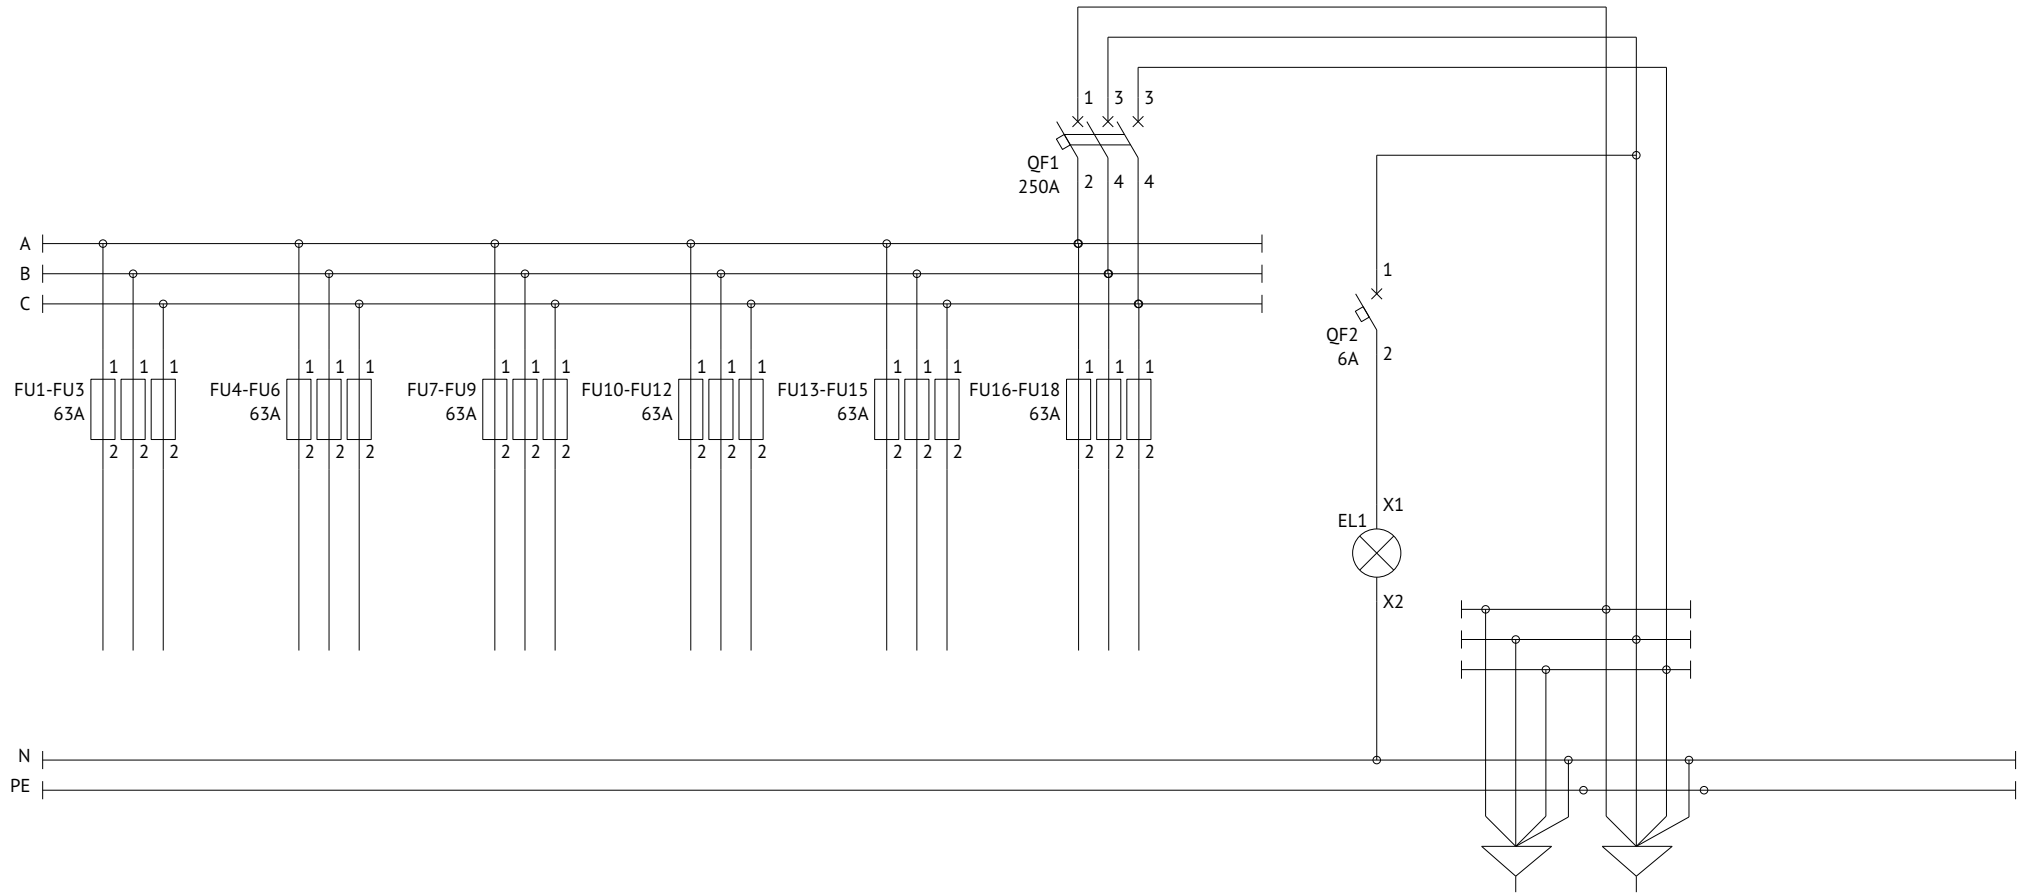 1 3 3
QF1
250A
2 4 4
A
B
C
1
QF2
6A
2
1 1 1
FU1-FU3
63A
2 2 2
1 1 1
FU4-FU6
63A
2 2 2
1 1 1
FU7-FU9
63A
2 2 2
1 1 1
FU10-FU12
63A
2 2 2
1 1 1
FU13-FU15
63A
2 2 2
1 1 1
FU16-FU18
63A
2 2 2
X1
EL1
X2
N
PE